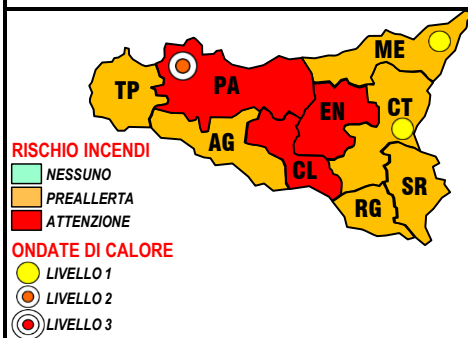 ME
TP
PA
EN
CT
AG
CL
SR
RG
RISCHIO INCENDI
NESSUNO
PREALLERTA
ATTENZIONE
ONDATE DI CALORE
LIVELLO 1
LIVELLO 2
LIVELLO 3